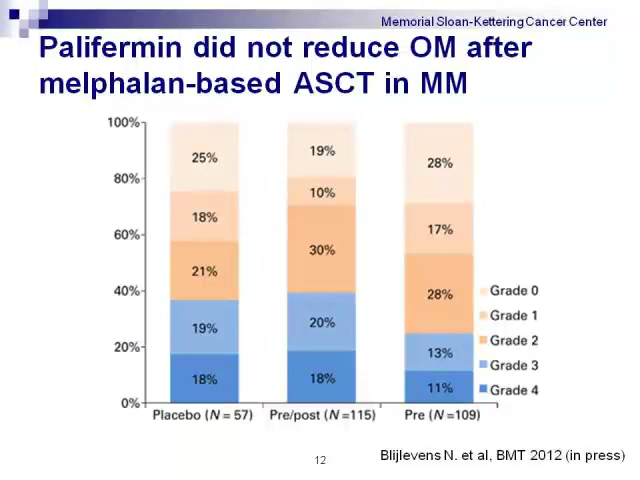 Memorial Sloan-Kettering Cancer Center
Palifermin did not reduce OM after
melphalan-based ASCT in MM
100%
80%
60%
40%
20%
0%
25%
18%
21%
19%
18%
19%
10%
30%
20%
18%
28%
17%
28%
13%
11%
Grade 0
Grade 1
Grade 2
Grade 3
Grade 4
Placebo (N = 57)
Pre/post (N =115)
Pre (N =109)
12
Blijlevens N. et al, BMT 2012 (in press)